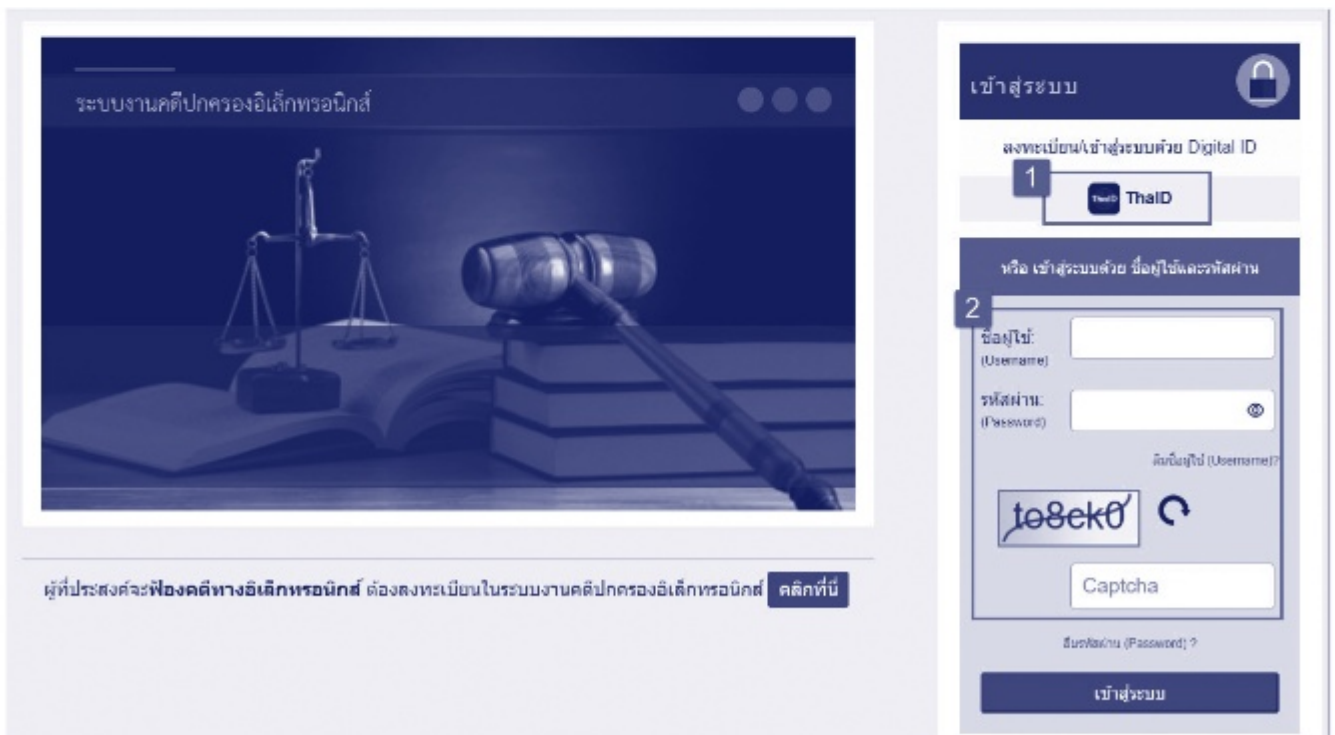 ระบบงานคดีปกครองอิเล็กทรอนิกส์
ผู้ที่ประสงค์จะฟ้องคดีทางอิเล็กทรอนิกส์ ต้องลงทะเบียนในระบบงานคดีปกครองอิเล็กทรอนิกส์ คลิกที่นี่
เข้าสู่ระบบ
ลงทะเบียน/เข้าสู่ระบบด้วย Digital ID
1
ThaID ThaID
หรือ เข้าสู่ระบบด้วย ชื่อผู้ใช้และรหัสผ่าน
2
ชื่อผู้ใช้:
(Username)
รหัสผ่าน:
(Password)
ลืมชื่อผู้ใช้ (Username)?
to8ck0
Captcha
ลืมรหัสผ่าน (Password) ?
เข้าสู่ระบบ